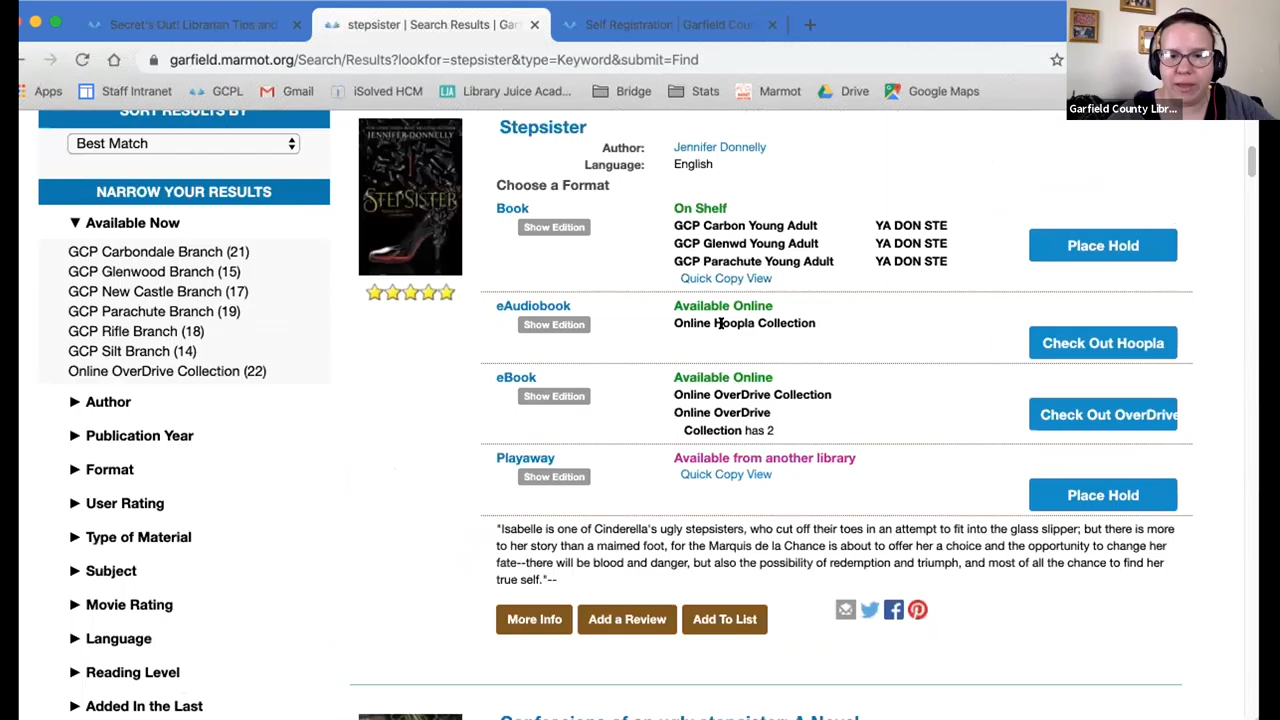 Secret's Out! Librarian Tips and
stepsister | Search Results | Gar
Self Registration | Garfield Coun
garfield.marmot.org/Search/Results?lookfor=stepsister&type=Keyword&submit=Find
Apps
Staff Intranet
GCPL
Gmail
iSolved HCM
Library Juice Acad...
Bridge
Stats
Marmot
Drive
Google Maps
Garfield County Libr...
SORT RESULTS BY
Best Match
NARROW YOUR RESULTS
Available Now
GCP Carbondale Branch (21)
GCP Glenwood Branch (15)
GCP New Castle Branch (17)
GCP Parachute Branch (19)
GCP Rifle Branch (18)
GCP Silt Branch (14)
Online OverDrive Collection (22)
Author
Publication Year
Format
User Rating
Type of Material
Subject
Movie Rating
Language
Reading Level
Added In the Last
JENNIFER DONNELLY
STEPSISTER
Stepsister
Author: Jennifer Donnelly
Language: English
Choose a Format
Book
Show Edition
On Shelf
GCP Carbon Young Adult YA DON STE
GCP Glenwd Young Adult YA DON STE
GCP Parachute Young Adult YA DON STE
Quick Copy View
Place Hold
eAudiobook
Show Edition
Available Online
Online Hoopla Collection
Check Out Hoopla
eBook
Show Edition
Available Online
Online OverDrive Collection
Online OverDrive
Collection has 2
Check Out OverDrive
Playaway
Show Edition
Available from another library
Quick Copy View
Place Hold
"Isabelle is one of Cinderella's ugly stepsisters, who cut off their toes in an attempt to fit into the glass slipper; but there is more
to her story than a maimed foot, for the Marquis de la Chance is about to offer her a choice and the opportunity to change her
fate--there will be blood and danger, but also the possibility of redemption and triumph, and most of all the chance to find her
true self."--
More Info
Add a Review
Add To List
Confessions of an ugly stepsister: A Novel